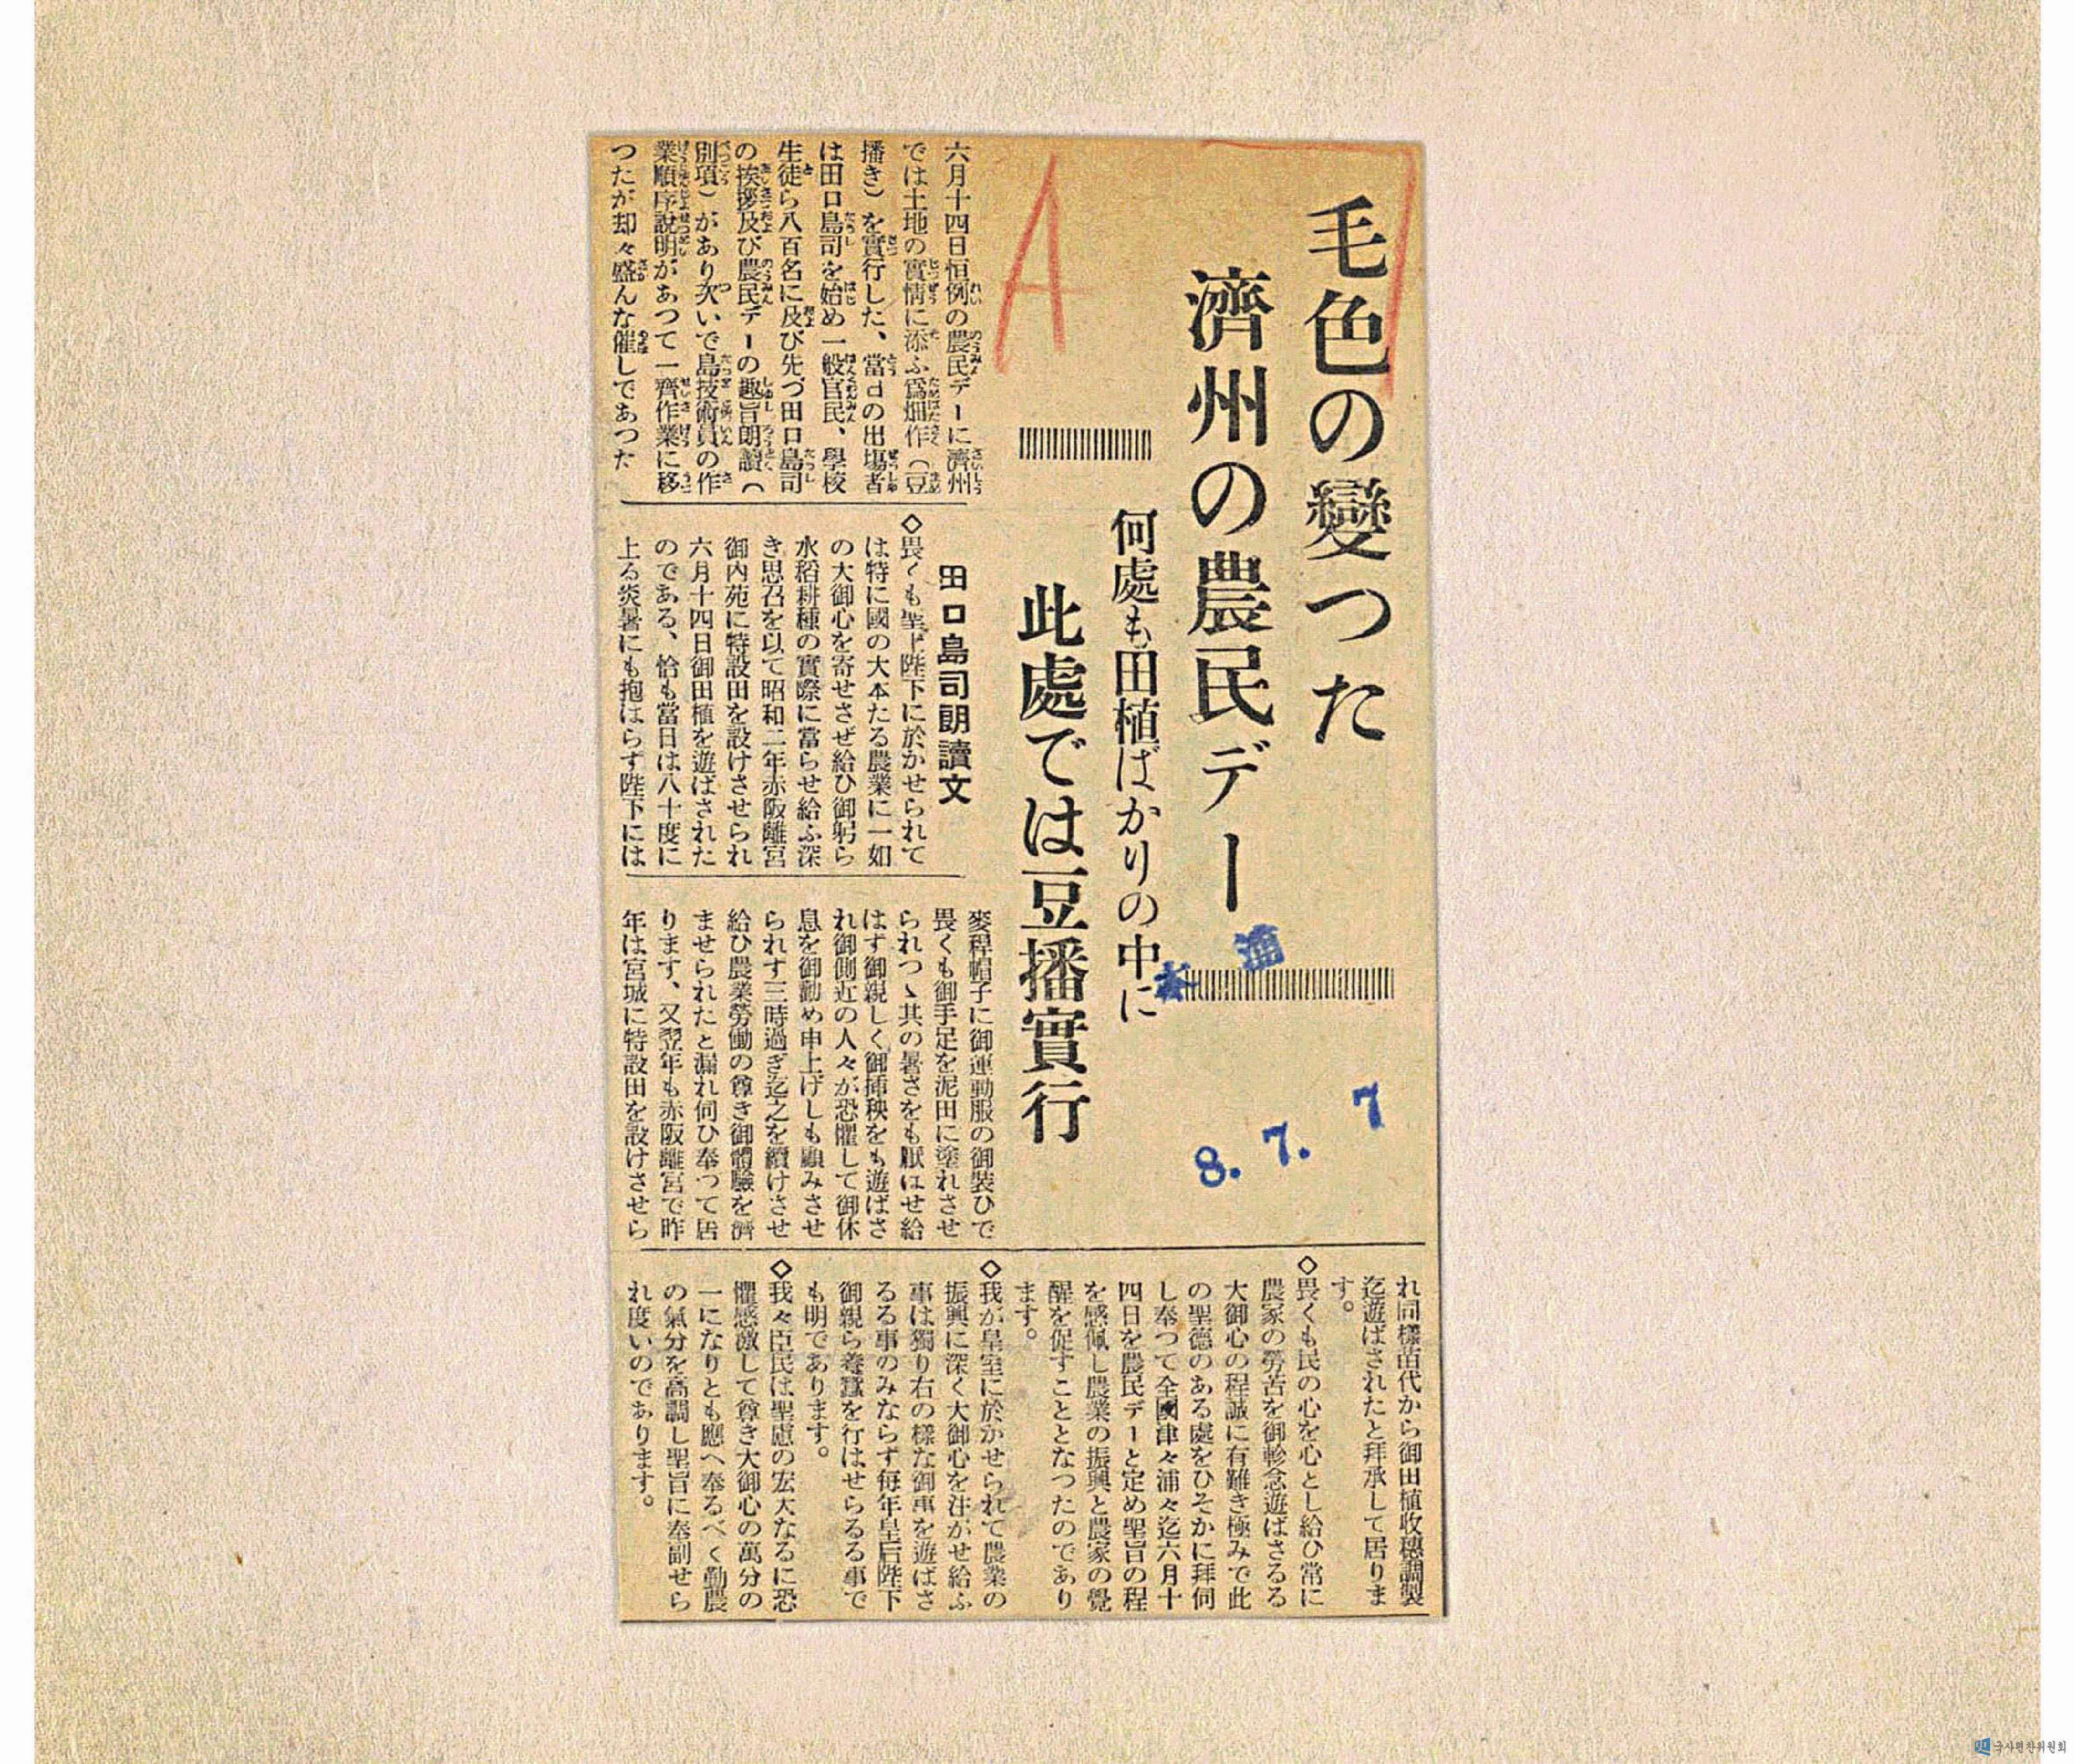 毛色の變つた
濟州の農民デー
何處も田植ばかりの中に
此處では豆播實行
木浦
8. 7. 7
A
六月十四日恒例の農民デーに濟州
では土地の實情に添ふ爲畑作（豆
播き）を實行した、當日の出場者
は田口島司を始め一般官民、學校
生徒ら八百名に及び先づ田口島司
の挨拶及び農民デーの趣旨朗讀（
別項）があり次いで島技術員の作
業順序説明があつて一齊作業に移
つたが却々盛んな催しであつた
田口島司朗讀文
◇畏くも聖上陛下に於かせられて
は特に國の大本たる農業に一如
の大御心を寄せさせ給ひ御躬ら
水稻耕種の實際に當らせ給ふ深
き思召を以て昭和二年赤阪離宮
御內苑に特設田を設けさせられ
六月十四日御田植を遊ばされた
のである、恰も當日は八十度に
上る炎暑にも抱はらず陛下には
麥稈帽子に御運動服の御裝ひで
畏くも御手足を泥田に塗れさせ
られつゝ其の暑さをも厭はせ給
はず御親しく御挿秧をも遊ばさ
れ御側近の人々が恐懼して御休
息を御勸め申上げしも顧みさせ
られず三時過ぎ迄之を續けさせ
給ひ農業勞働の尊き御體驗を濟
ませられたと漏れ伺ひ奉つて居
ります、又翌年も赤阪離宮で昨
年は宮城に特設田を設けさせら
れ同樣苗代から御田植收穗調製
迄遊ばされたと拜承して居りま
す。
◇畏くも民の心を心とし給ひ常に
農家の勞苦を御軫念遊ばさるる
大御心の程誠に有難き極みで此
の聖德のある處をひそかに拜伺
し奉つて全國津々浦々迄六月十
四日を農民デーと定め聖旨の程
を感佩し農業の振興と農家の覺
醒を促すこととなつたのであり
ます。
◇我が皇室に於かせられて農業の
振興に深く大御心を注がせ給ふ
事は獨り右の樣な御事を遊ばさ
るる事のみならず每年皇后陛下
御親ら養蠶を行はせらるる事で
も明であります。
◇我々臣民は聖慮の宏大なるに恐
懼感激して尊き大御心の萬分の
一になりとも應へ奉るべく勤農
の氣分を高調し聖旨に奉副せら
れ度いのであります。
국사편찬위원회